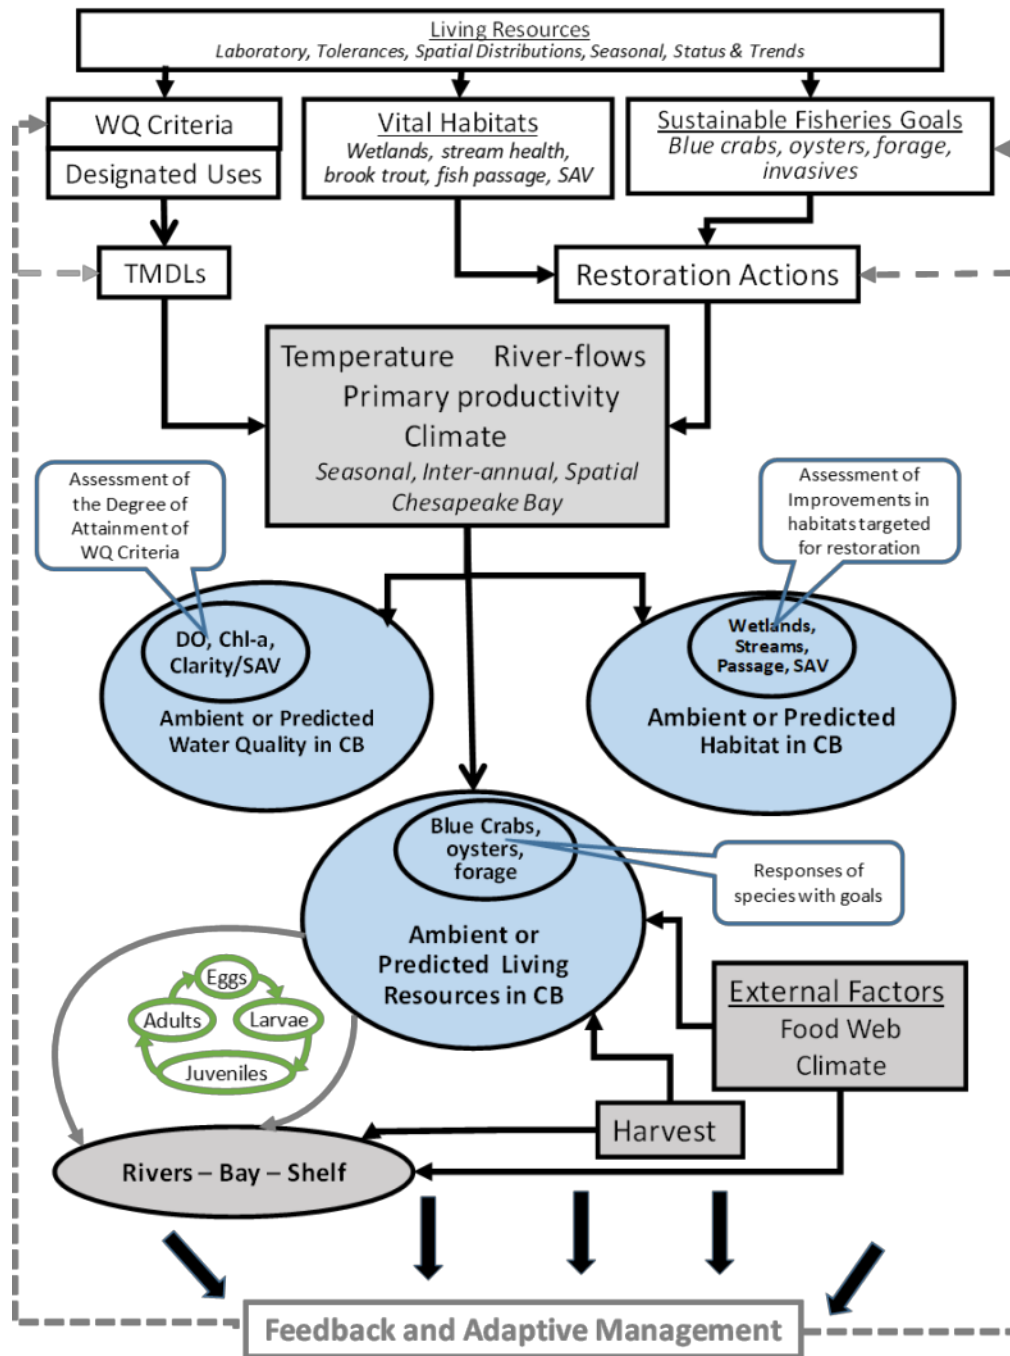 Living Resources
Laboratory, Tolerances, Spatial Distributions, Seasonal, Status & Trends
WQ Criteria
Designated Uses
Vital Habitats
Wetlands, stream health,
brook trout, fish passage, SAV
Sustainable Fisheries Goals
Blue crabs, oysters, forage,
invasives
TMDLs
Restoration Actions
Temperature River-flows
Primary productivity
Climate
Seasonal, Inter-annual, Spatial
Chesapeake Bay
Assessment of
the Degree of
Attainment of
WQ Criteria
Assessment of
Improvements in
habitats targeted
for restoration
DO, Chl-a,
Clarity/SAV
Ambient or Predicted
Water Quality in CB
Wetlands,
Streams,
Passage, SAV
Ambient or Predicted
Habitat in CB
Blue Crabs,
oysters,
forage
Ambient or
Predicted Living
Resources in CB
Responses of
species with goals
Eggs
Adults
Larvae
Juveniles
External Factors
Food Web
Climate
Harvest
Rivers – Bay – Shelf
Feedback and Adaptive Management